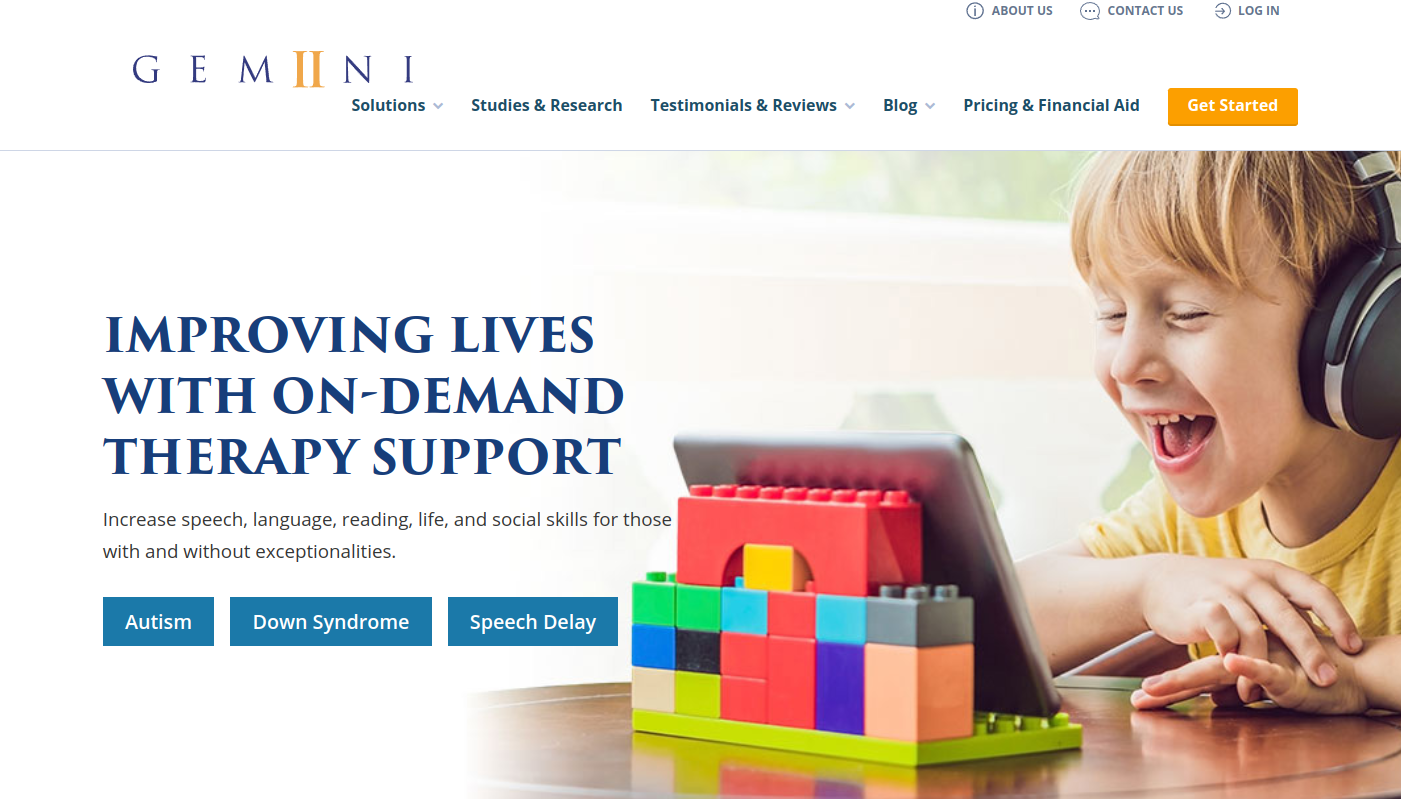 ABOUT US
CONTACT US
LOG IN
GEMIINI
Solutions
Studies & Research
Testimonials & Reviews
Blog
Pricing & Financial Aid
Get Started
IMPROVING LIVES
WITH ON-DEMAND
THERAPY SUPPORT
Increase speech, language, reading, life, and social skills for those
with and without exceptionalities.
Autism
Down Syndrome
Speech Delay